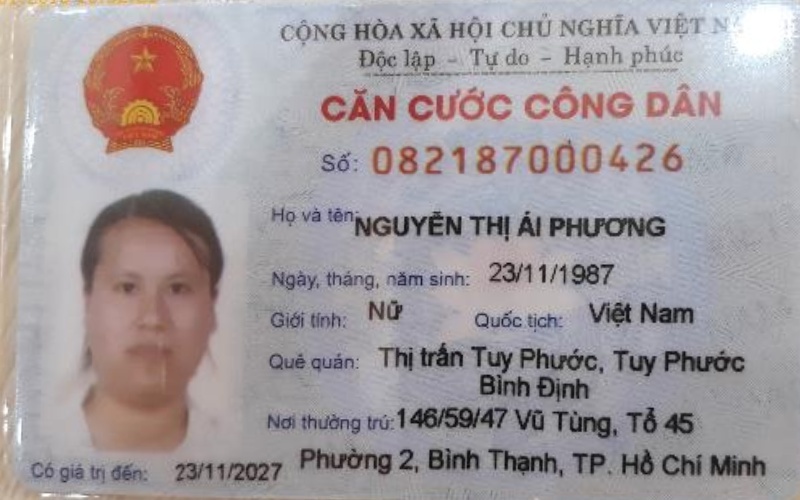 CỘNG HÒA XÃ HỘI CHỦ NGHĨA VIỆT
Độc lập - Tự do - Hạnh phúc
CĂN CƯỚC CÔNG DÂN
Số: 082187000426
Họ và tên: NGUYỄN THỊ ÁI PHƯƠNG
Ngày, tháng, năm sinh: 23/11/1987
Giới tính: Nữ Quốc tịch: Việt Nam
Quê quán: Thị trấn Tuy Phước, Tuy Phước
Bình Định
Nơi thường trú: 146/59/47 Vũ Tùng, Tổ 45
Có giá trị đến: 23/11/2027 Phường 2, Bình Thạnh, TP. Hồ Chí Minh